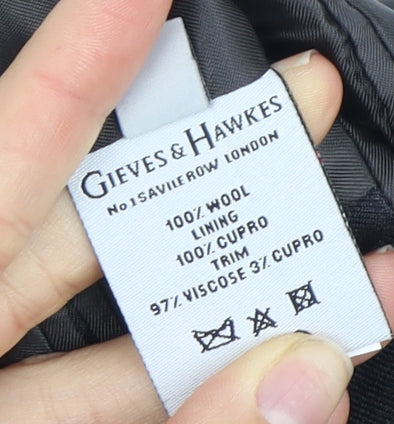 GIEVES & HAWKES
No 1 SAVILE ROW LONDON
100% WOOL
LINING
100% CUPRO
TRIM
97% VISCOSE 3% CUPRO